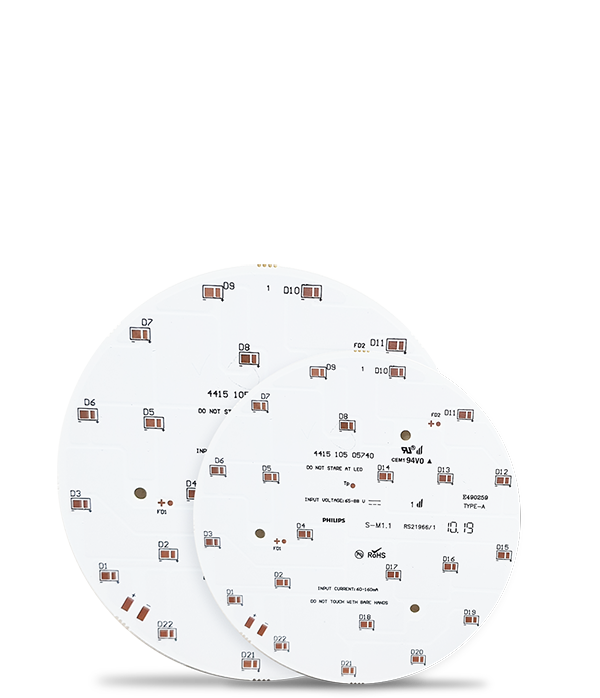 D9
1
D10
D7
D8
FD2
D11
D6
D5
4415 105
DO NOT STARE
INP
D3
FD1
D2
D1
D22
D21
D9
1
D10
D7
D8
FD2
D11
4415 105 05740
CEM1 94V0
D6
D5
DO NOT STARE AT LED
Tp
D14
D13
D12
INPUT VOLTAGE:65-88 V
1
E490259
TYPE-A
PHILIPS
S-M1.1
RS21966/1
10.19
D3
FD1
D4
RoHS
D15
D16
D17
D2
D1
INPUT CURRENT:60-160mA
DO NOT TOUCH WITH BARE HANDS
D18
D19
D22
D21
D20